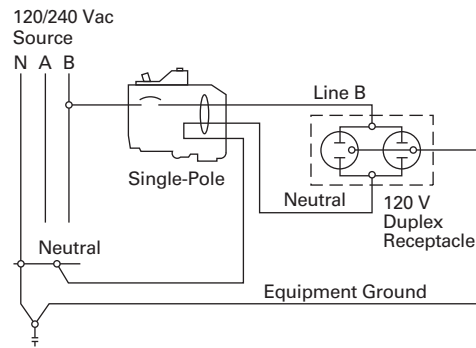 120/240 Vac
Source
N A B
Line B
Single-Pole
Neutral
120 V
Duplex
Receptacle
Neutral
Equipment Ground